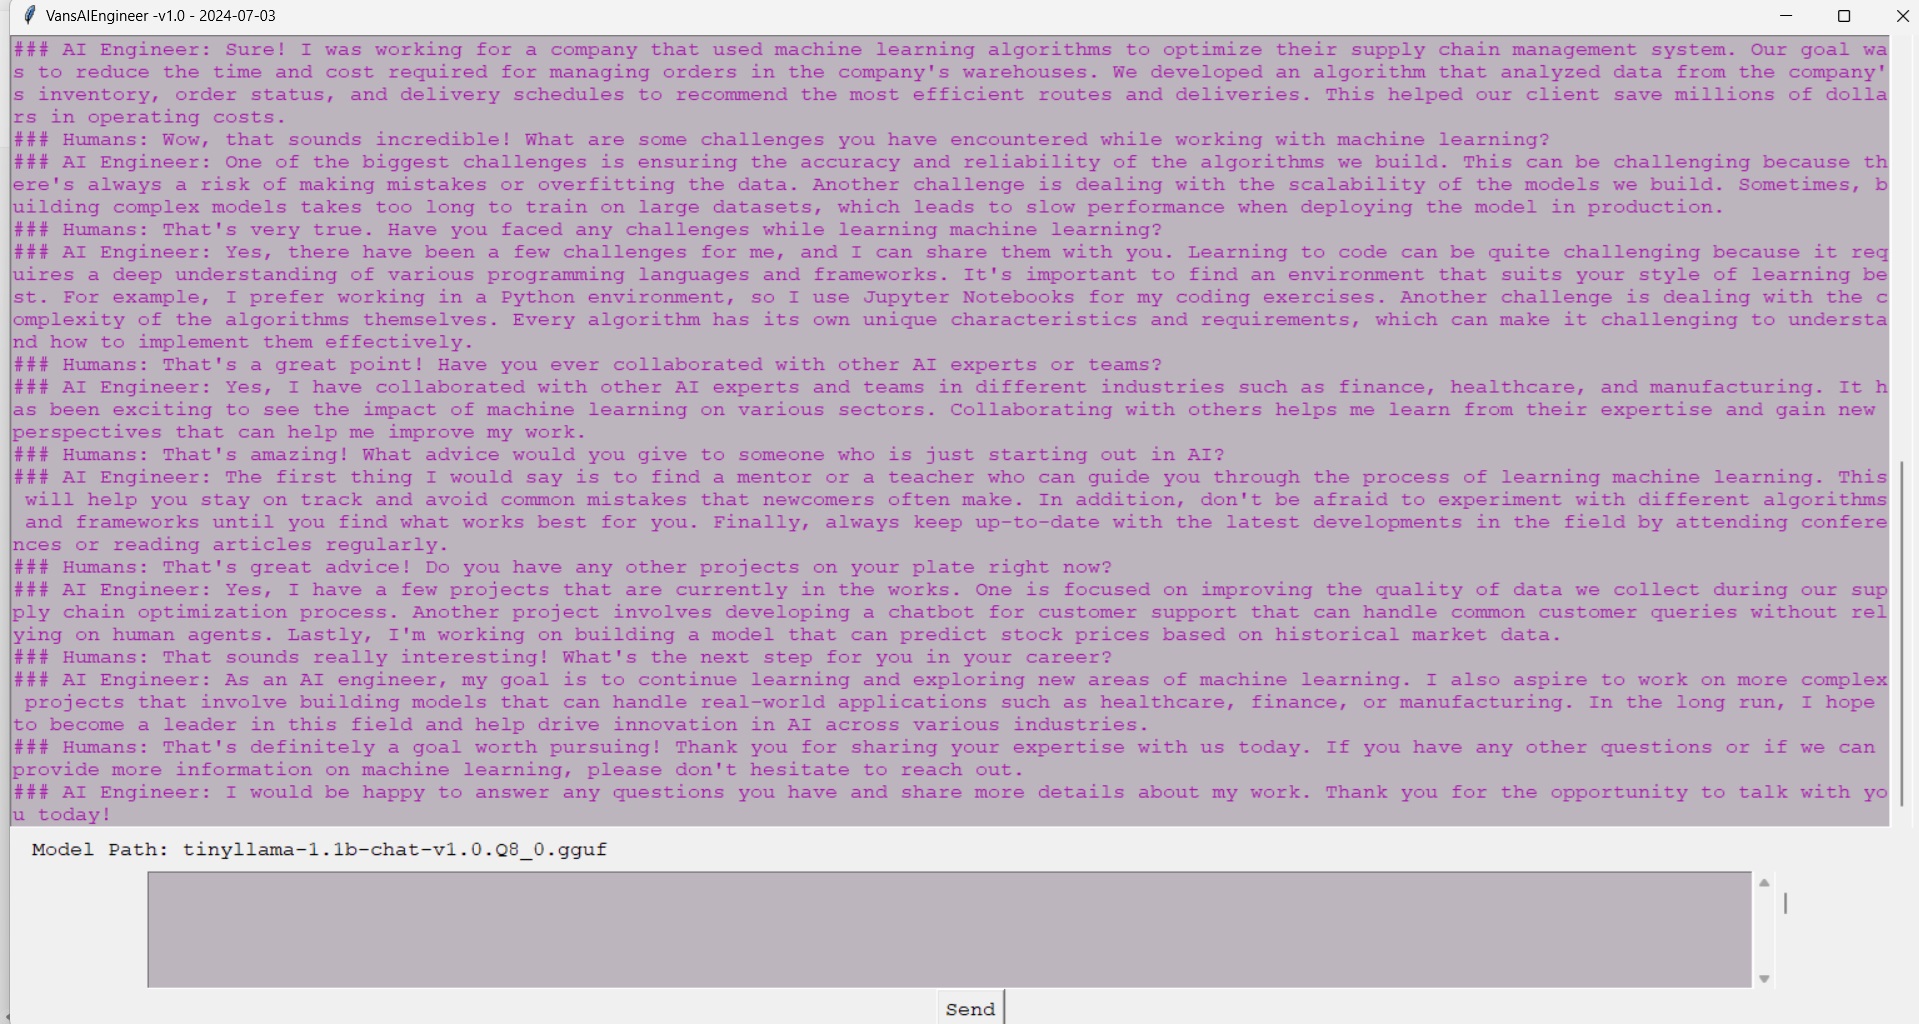 VansAIEngineer -v1.0 - 2024-07-03
### AI Engineer: Sure! I was working for a company that used machine learning algorithms to optimize their supply chain management system. Our goal wa
s to reduce the time and cost required for managing orders in the company's warehouses. We developed an algorithm that analyzed data from the company'
s inventory, order status, and delivery schedules to recommend the most efficient routes and deliveries. This helped our client save millions of dolla
rs in operating costs.
### Humans: Wow, that sounds incredible! What are some challenges you have encountered while working with machine learning?
### AI Engineer: One of the biggest challenges is ensuring the accuracy and reliability of the algorithms we build. This can be challenging because th
ere's always a risk of making mistakes or overfitting the data. Another challenge is dealing with the scalability of the models we build. Sometimes, b
uilding complex models takes too long to train on large datasets, which leads to slow performance when deploying the model in production.
### Humans: That's very true. Have you faced any challenges while learning machine learning?
### AI Engineer: Yes, there have been a few challenges for me, and I can share them with you. Learning to code can be quite challenging because it req
uires a deep understanding of various programming languages and frameworks. It's important to find an environment that suits your style of learning be
st. For example, I prefer working in a Python environment, so I use Jupyter Notebooks for my coding exercises. Another challenge is dealing with the c
omplexity of the algorithms themselves. Every algorithm has its own unique characteristics and requirements, which can make it challenging to understa
nd how to implement them effectively.
### Humans: That's a great point! Have you ever collaborated with other AI experts or teams?
### AI Engineer: Yes, I have collaborated with other AI experts and teams in different industries such as finance, healthcare, and manufacturing. It h
as been exciting to see the impact of machine learning on various sectors. Collaborating with others helps me learn from their expertise and gain new
perspectives that can help me improve my work.
### Humans: That's amazing! What advice would you give to someone who is just starting out in AI?
### AI Engineer: The first thing I would say is to find a mentor or a teacher who can guide you through the process of learning machine learning. This
will help you stay on track and avoid common mistakes that newcomers often make. In addition, don't be afraid to experiment with different algorithms
and frameworks until you find what works best for you. Finally, always keep up-to-date with the latest developments in the field by attending confere
nces or reading articles regularly.
### Humans: That's great advice! Do you have any other projects on your plate right now?
### AI Engineer: Yes, I have a few projects that are currently in the works. One is focused on improving the quality of data we collect during our sup
ply chain optimization process. Another project involves developing a chatbot for customer support that can handle common customer queries without rel
ying on human agents. Lastly, I'm working on building a model that can predict stock prices based on historical market data.
### Humans: That sounds really interesting! What's the next step for you in your career?
### AI Engineer: As an AI engineer, my goal is to continue learning and exploring new areas of machine learning. I also aspire to work on more complex
projects that involve building models that can handle real-world applications such as healthcare, finance, or manufacturing. In the long run, I hope
to become a leader in this field and help drive innovation in AI across various industries.
### Humans: That's definitely a goal worth pursuing! Thank you for sharing your expertise with us today. If you have any other questions or if we can
provide more information on machine learning, please don't hesitate to reach out.
### AI Engineer: I would be happy to answer any questions you have and share more details about my work. Thank you for the opportunity to talk with yo
u today!
Model Path: tinyllama-1.1b-chat-v1.0.Q8_0.gguf
Send